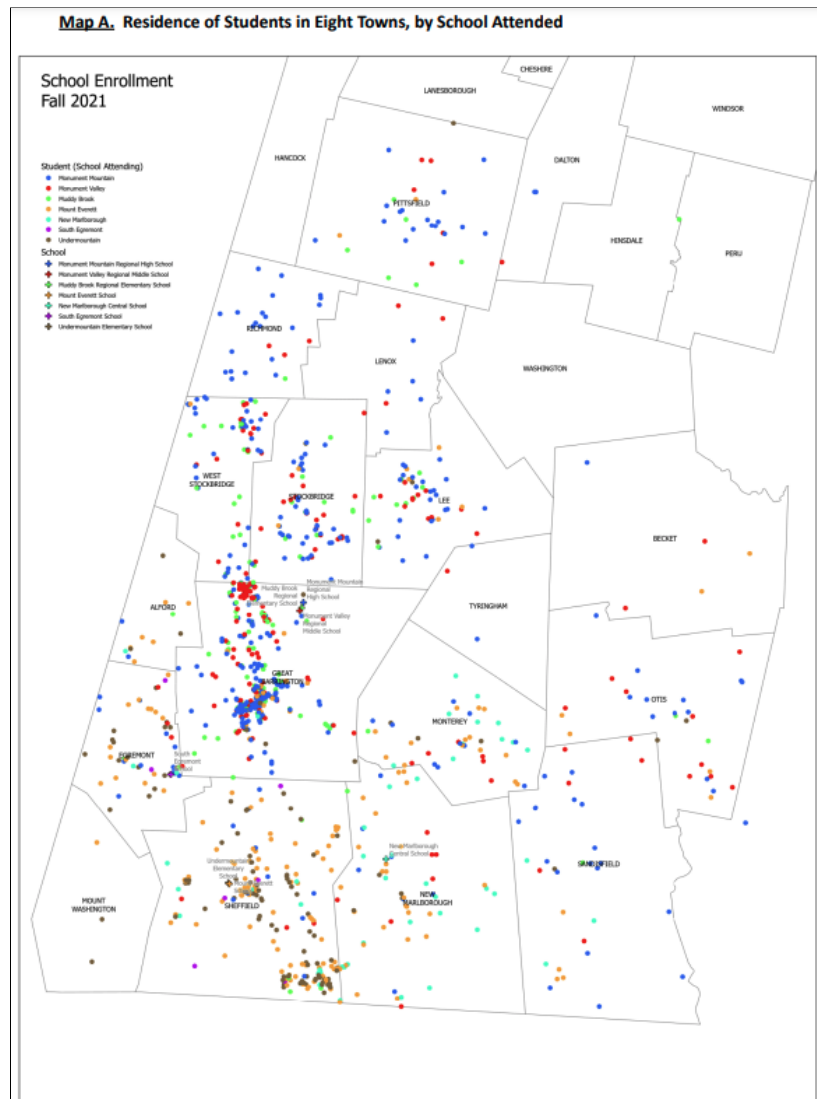 Map A. Residence of Students in Eight Towns, by School Attended
School Enrollment
Fall 2021
Student (School Attending)
Monument Mountain
Monument Valley
Muddy Brook
Mount Everett
New Marlborough
South Egremont
Undermountain
School
Monument Mountain Regional High School
Monument Valley Regional Middle School
Muddy Brook Regional Elementary School
Mount Everett School
New Marlborough Central School
South Egremont School
Undermountain Elementary School
CHESHIRE
LANESBOROUGH
WINDSOR
HANCOCK
DALTON
PITTSFIELD
HINSDALE
PERU
RICHMOND
LENOX
WASHINGTON
WEST
STOCKBRIDGE
STOCKBRIDGE
LEE
BECKET
Muddy Brook
Regional
Elementary School
Monument Mountain
Regional
High School
ALFORD
TYRINGHAM
Monument Valley
Regional
Middle School
GREAT
BARRINGTON
OTIS
MONTEREY
EGREMONT
South
Egremont
School
New Marlborough
Central School
Undermountain
Elementary
School
SANDISFIELD
Mount Everett
School
SHEFFIELD
NEW
MARLBOROUGH
MOUNT
WASHINGTON